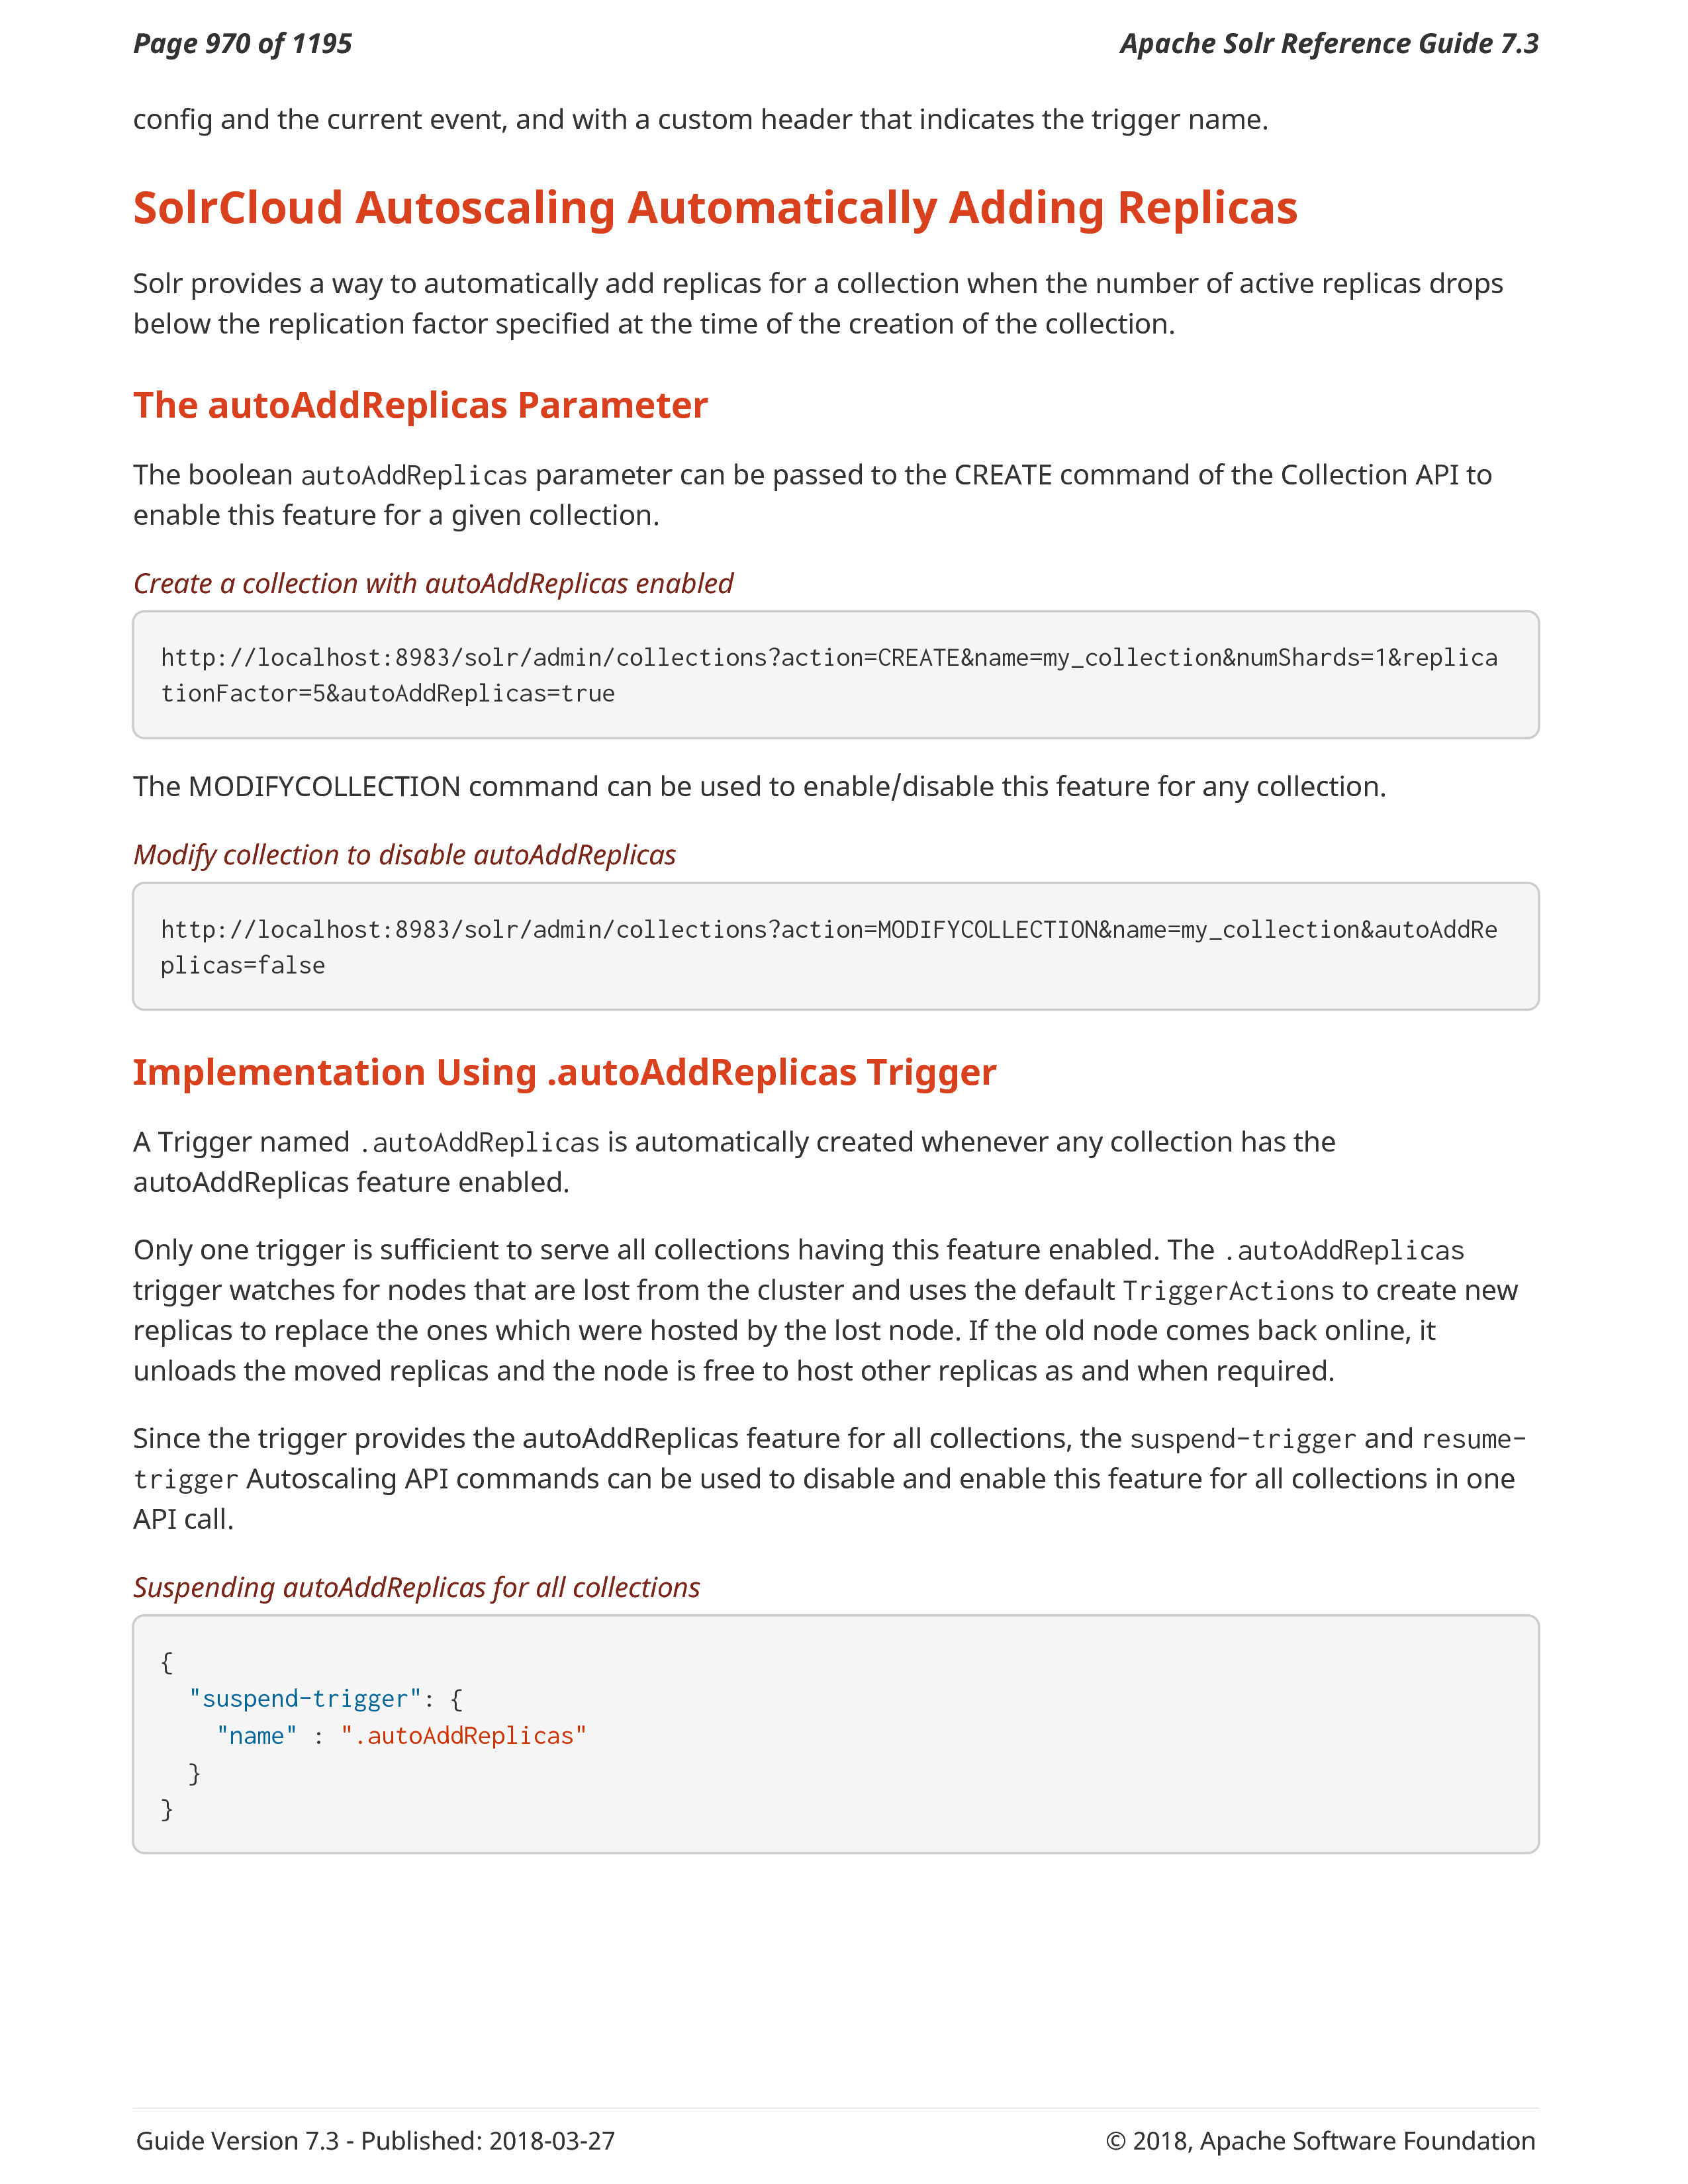 Page 970 of 1195
Apache Solr Reference Guide 7.3
config and the current event, and with a custom header that indicates the trigger name.
SolrCloud Autoscaling Automatically Adding Replicas
Solr provides a way to automatically add replicas for a collection when the number of active replicas drops
below the replication factor specified at the time of the creation of the collection.
The autoAddReplicas Parameter
The boolean autoAddReplicas parameter can be passed to the CREATE command of the Collection API to
enable this feature for a given collection.
Create a collection with autoAddReplicas enabled
http://localhost:8983/solr/admin/collections?action=CREATE&name=my_collection&numShards=1&replica
tionFactor=5&autoAddReplicas=true
The MODIFYCOLLECTION command can be used to enable/disable this feature for any collection.
Modify collection to disable autoAddReplicas
http://localhost:8983/solr/admin/collections?action=MODIFYCOLLECTION&name=my_collection&autoAddRe
plicas=false
Implementation Using .autoAddReplicas Trigger
A Trigger named .autoAddReplicas is automatically created whenever any collection has the
autoAddReplicas feature enabled.
Only one trigger is sufficient to serve all collections having this feature enabled. The .autoAddReplicas
trigger watches for nodes that are lost from the cluster and uses the default TriggerActions to create new
replicas to replace the ones which were hosted by the lost node. If the old node comes back online, it
unloads the moved replicas and the node is free to host other replicas as and when required.
Since the trigger provides the autoAddReplicas feature for all collections, the suspend-trigger and resume-
trigger Autoscaling API commands can be used to disable and enable this feature for all collections in one
API call.
Suspending autoAddReplicas for all collections
{
  "suspend-trigger": {
    "name" : ".autoAddReplicas"
  }
}
Guide Version 7.3 - Published: 2018-03-27
© 2018, Apache Software Foundation